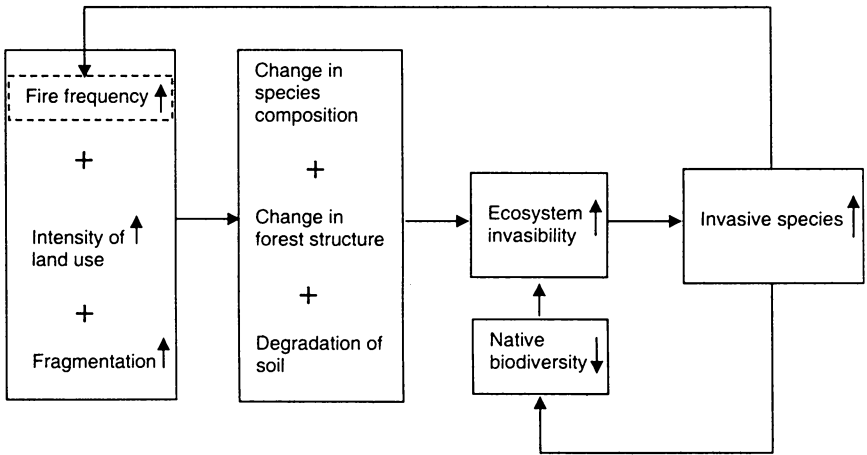 Fire frequency
+
Intensity of
land use
+
Fragmentation
Change in
species
composition
+
Change in
forest structure
+
Degradation of
soil
Ecosystem
invasibility
Native
biodiversity
Invasive species